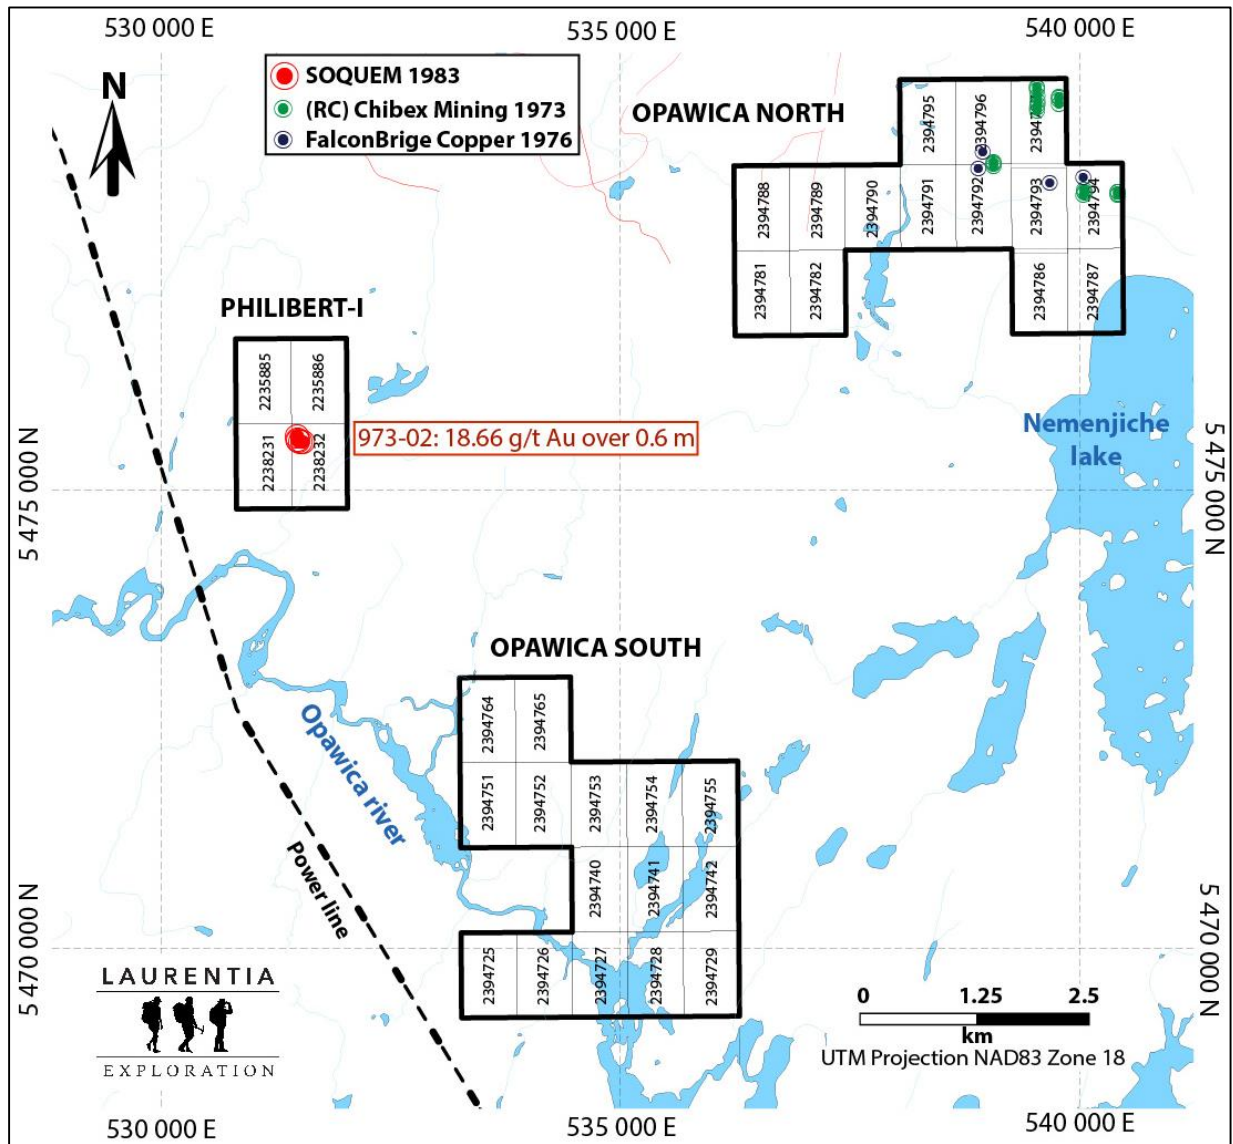 530 000 E
535 000 E
540 000 E
N
SOQUEM 1983
(RC) Chibex Mining 1973
FalconBrige Copper 1976
OPAWICA NORTH
2394795
2394796
2394788
2394789
2394790
2394791
2394792
2394793
2394794
2394781
2394782
2394786
2394787
PHILIBERT-I
2235885
2235886
2238231
2238232
973-02: 18.66 g/t Au over 0.6 m
Nemenjiche
lake
5 475 000 N
5 475 000 N
OPAWICA SOUTH
2394764
2394765
2394751
2394752
2394753
2394754
2394755
2394740
2394741
2394742
2394725
2394726
2394727
2394728
2394729
Opawica river
Power line
5 470 000 N
5 470 000 N
LAURENTIA
EXPLORATION
0
1.25
2.5
km
UTM Projection NAD83 Zone 18
530 000 E
535 000 E
540 000 E